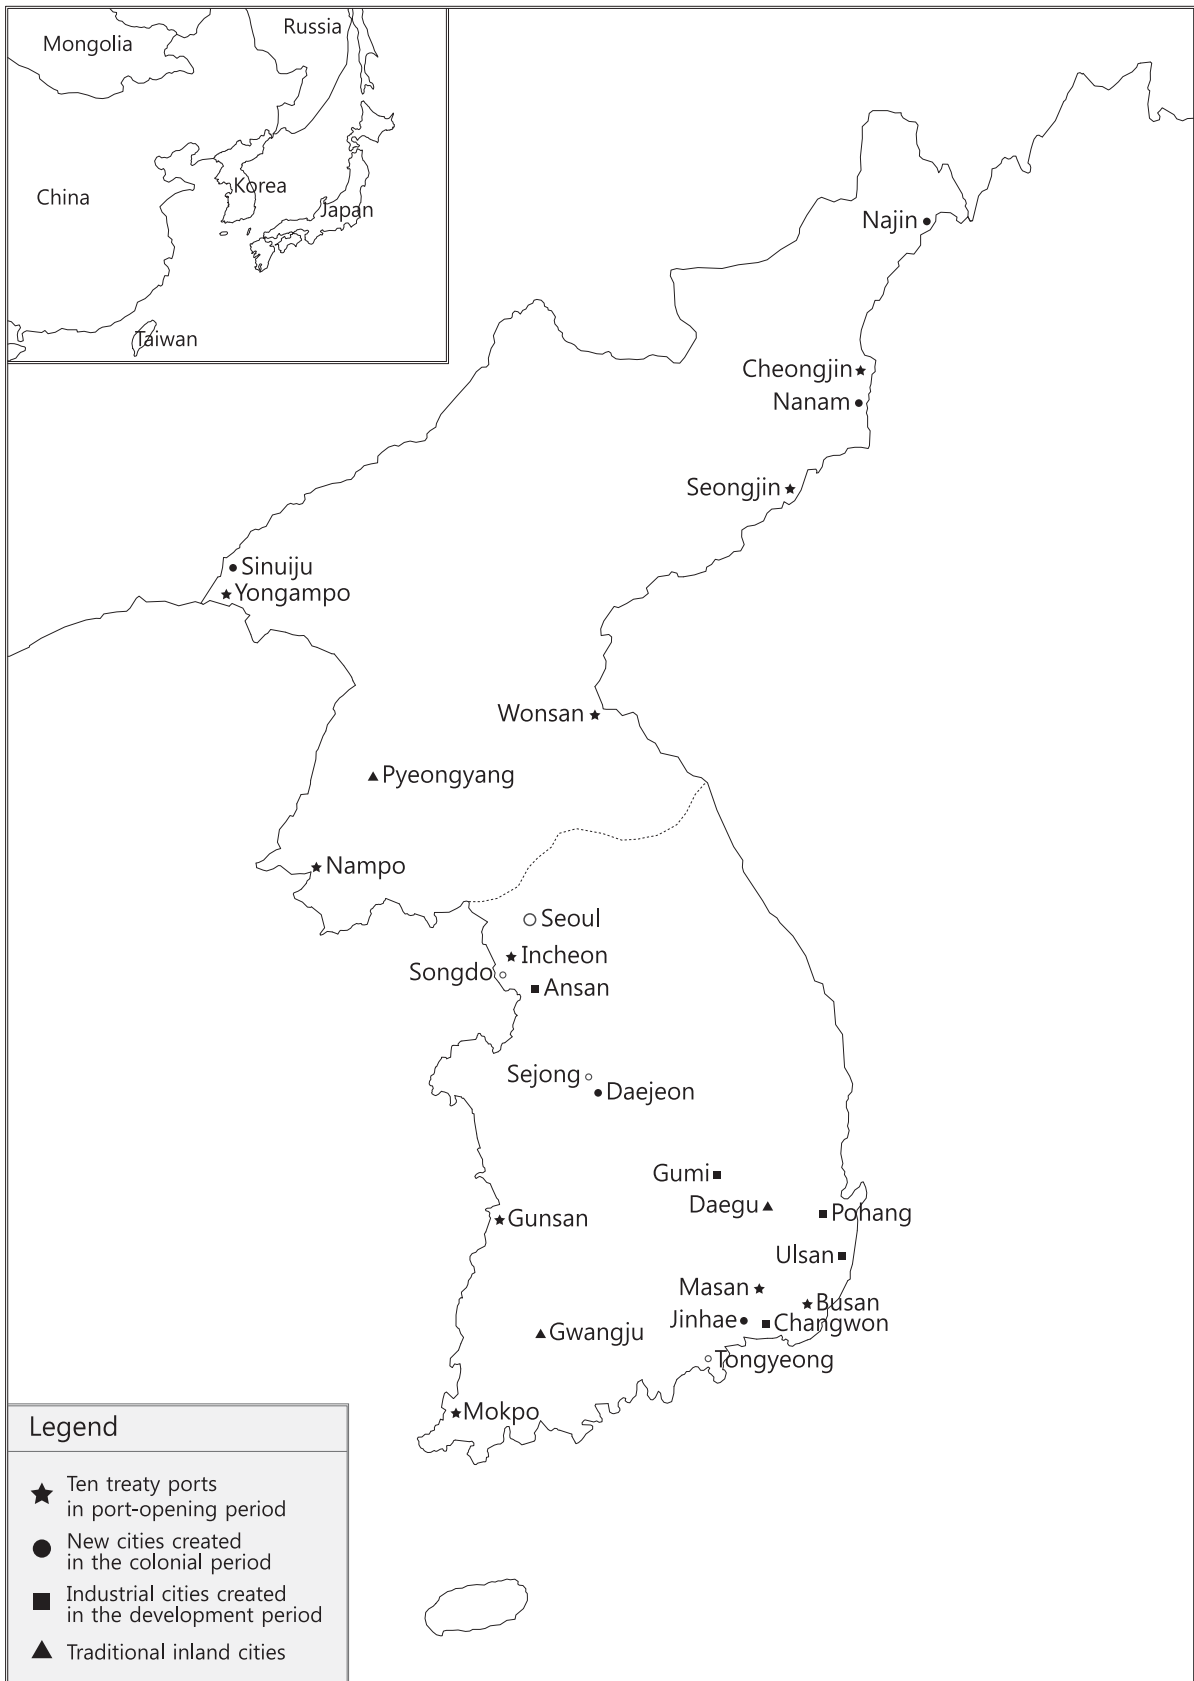 Russia
Mongolia
China
Korea
Japan
Taiwan
Najin
Cheongjin
Nanam
Seongjin
Sinuiju
Yongampo
Wonsan
Pyeongyang
Nampo
Seoul
Incheon
Songdo
Ansan
Sejong
Daejeon
Gumi
Daegu
Pohang
Gunsan
Ulsan
Masan
Busan
Jinhae
Changwon
Gwangju
Tongyeong
Mokpo
Legend
Ten treaty ports
in port-opening period
New cities created
in the colonial period
Industrial cities created
in the development period
Traditional inland cities